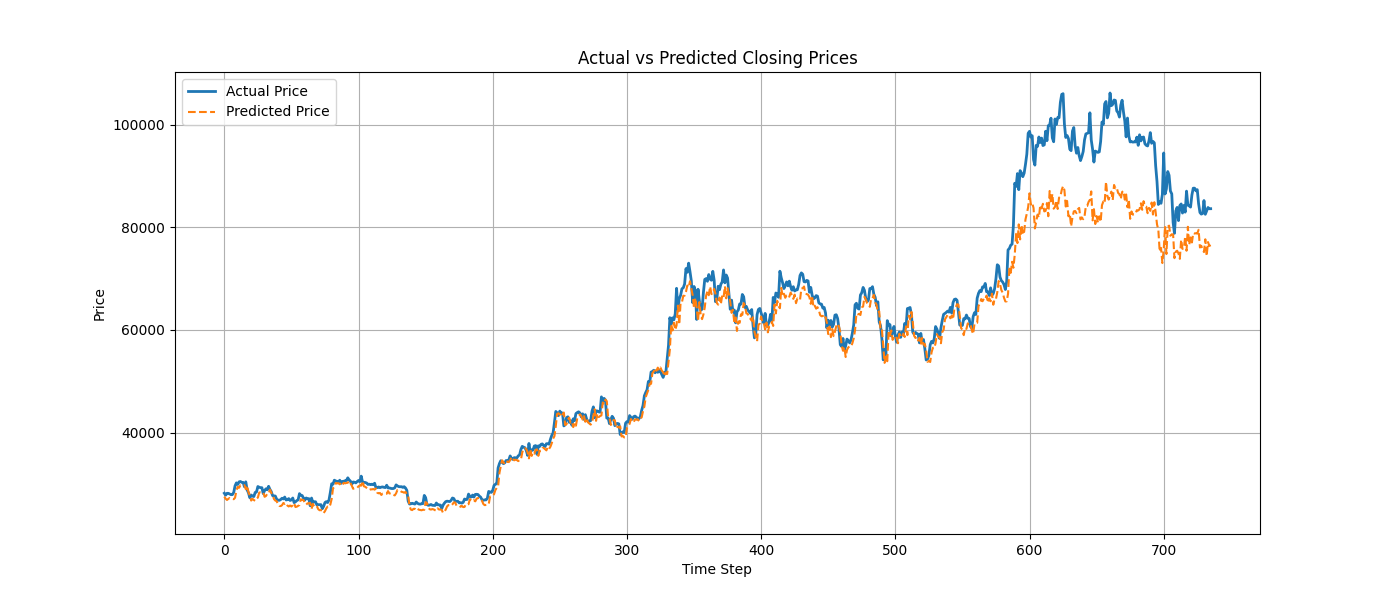 Actual vs Predicted Closing Prices
Actual Price
Predicted Price
100000
80000
60000
40000
Price
0 100 200 300 400 500 600 700
Time Step